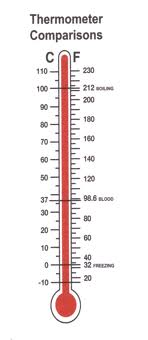 Thermometer
Comparisons
C F
110 230
100 212 BOILING
90 200
80 180
70 160
60 140
50 120
37 98.6 BLOOD
30 80
20 60
10 40
0 32 FREEZING
-10 20